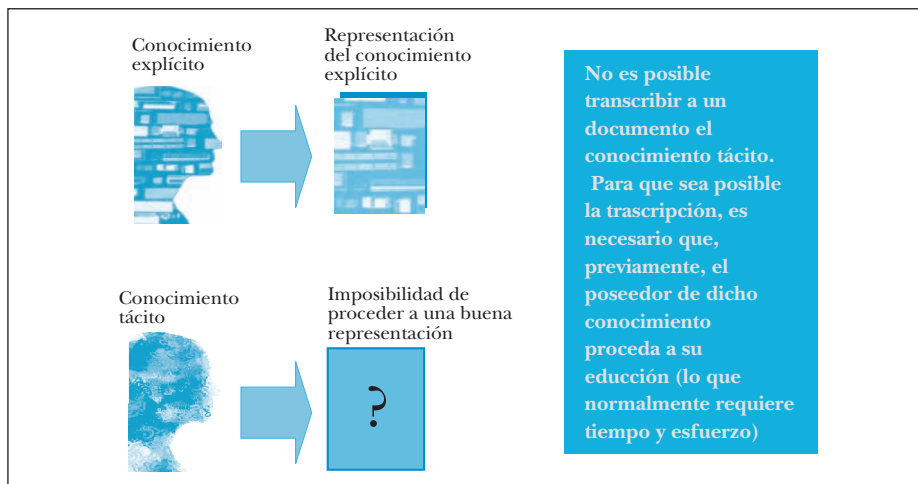 Conocimiento
explícito
Representación
del conocimiento
explícito
No es posible
transcribir a un
documento el
conocimiento tácito.
Para que sea posible
la trascripción, es
necesario que,
previamente, el
poseedor de dicho
conocimiento
proceda a su
educción (lo que
normalmente requiere
tiempo y esfuerzo)
Conocimiento
tácito
Imposibilidad de
proceder a una buena
representación
?